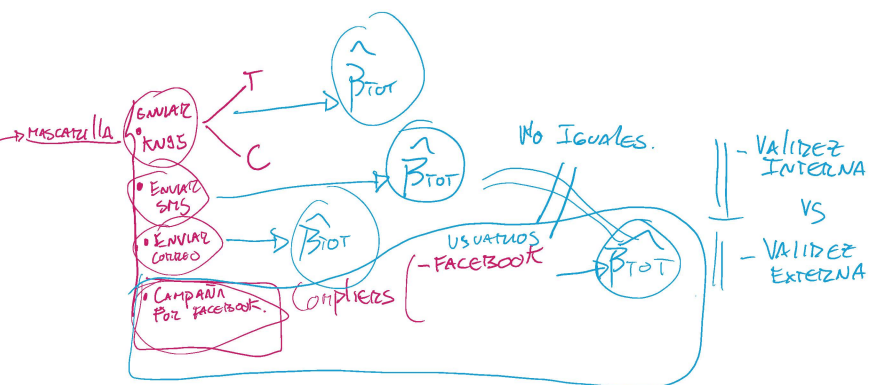 MASCARILLA
ENVIAR
• KN95
T
C
β̂TOT
• ENVIAR
SMS
β̂TOT
• ENVIAR
CORREO
β̂TOT
• CAMPAÑA
POR FACEBOOK.
COMPLIERS
USUARIOS
- FACEBOOK
β̂TOT
NO IGUALES.
- VALIDEZ
INTERNA
VS
- VALIDEZ
EXTERNA